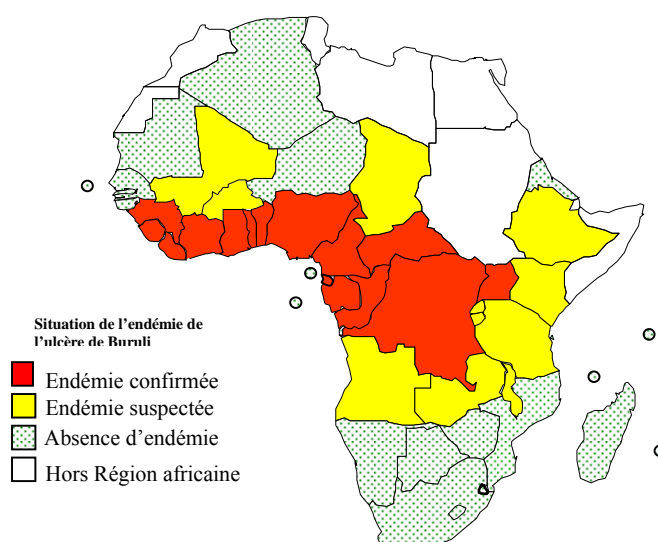 Situation de l'endémie de
l'ulcère de Buruli
Endémie confirmée
Endémie suspectée
Absence d'endémie
Hors Région africaine